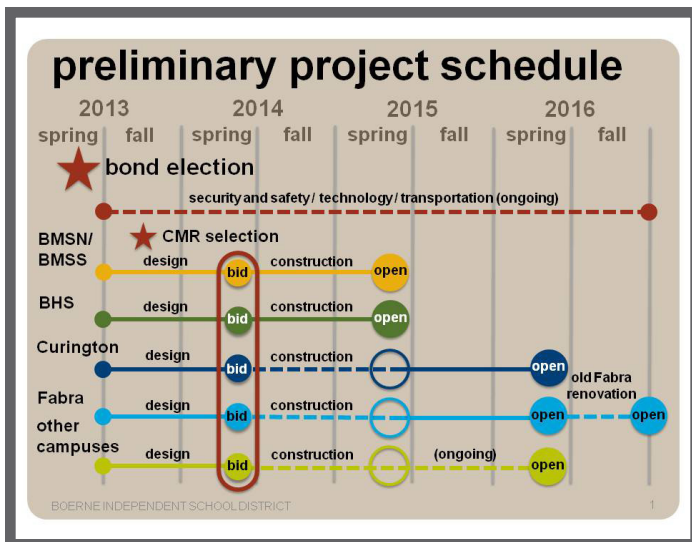 preliminary project schedule
2013 2014 2015 2016
spring fall spring fall spring fall spring fall
bond election
security and safety / technology / transportation (ongoing)
CMR selection
BMSN/
BMSS
design bid construction open
BHS
design bid construction open
Curington
design bid construction open
old Fabra
renovation
Fabra
design bid construction open open
other
campuses
design bid construction (ongoing) open
BOERNE INDEPENDENT SCHOOL DISTRICT 1